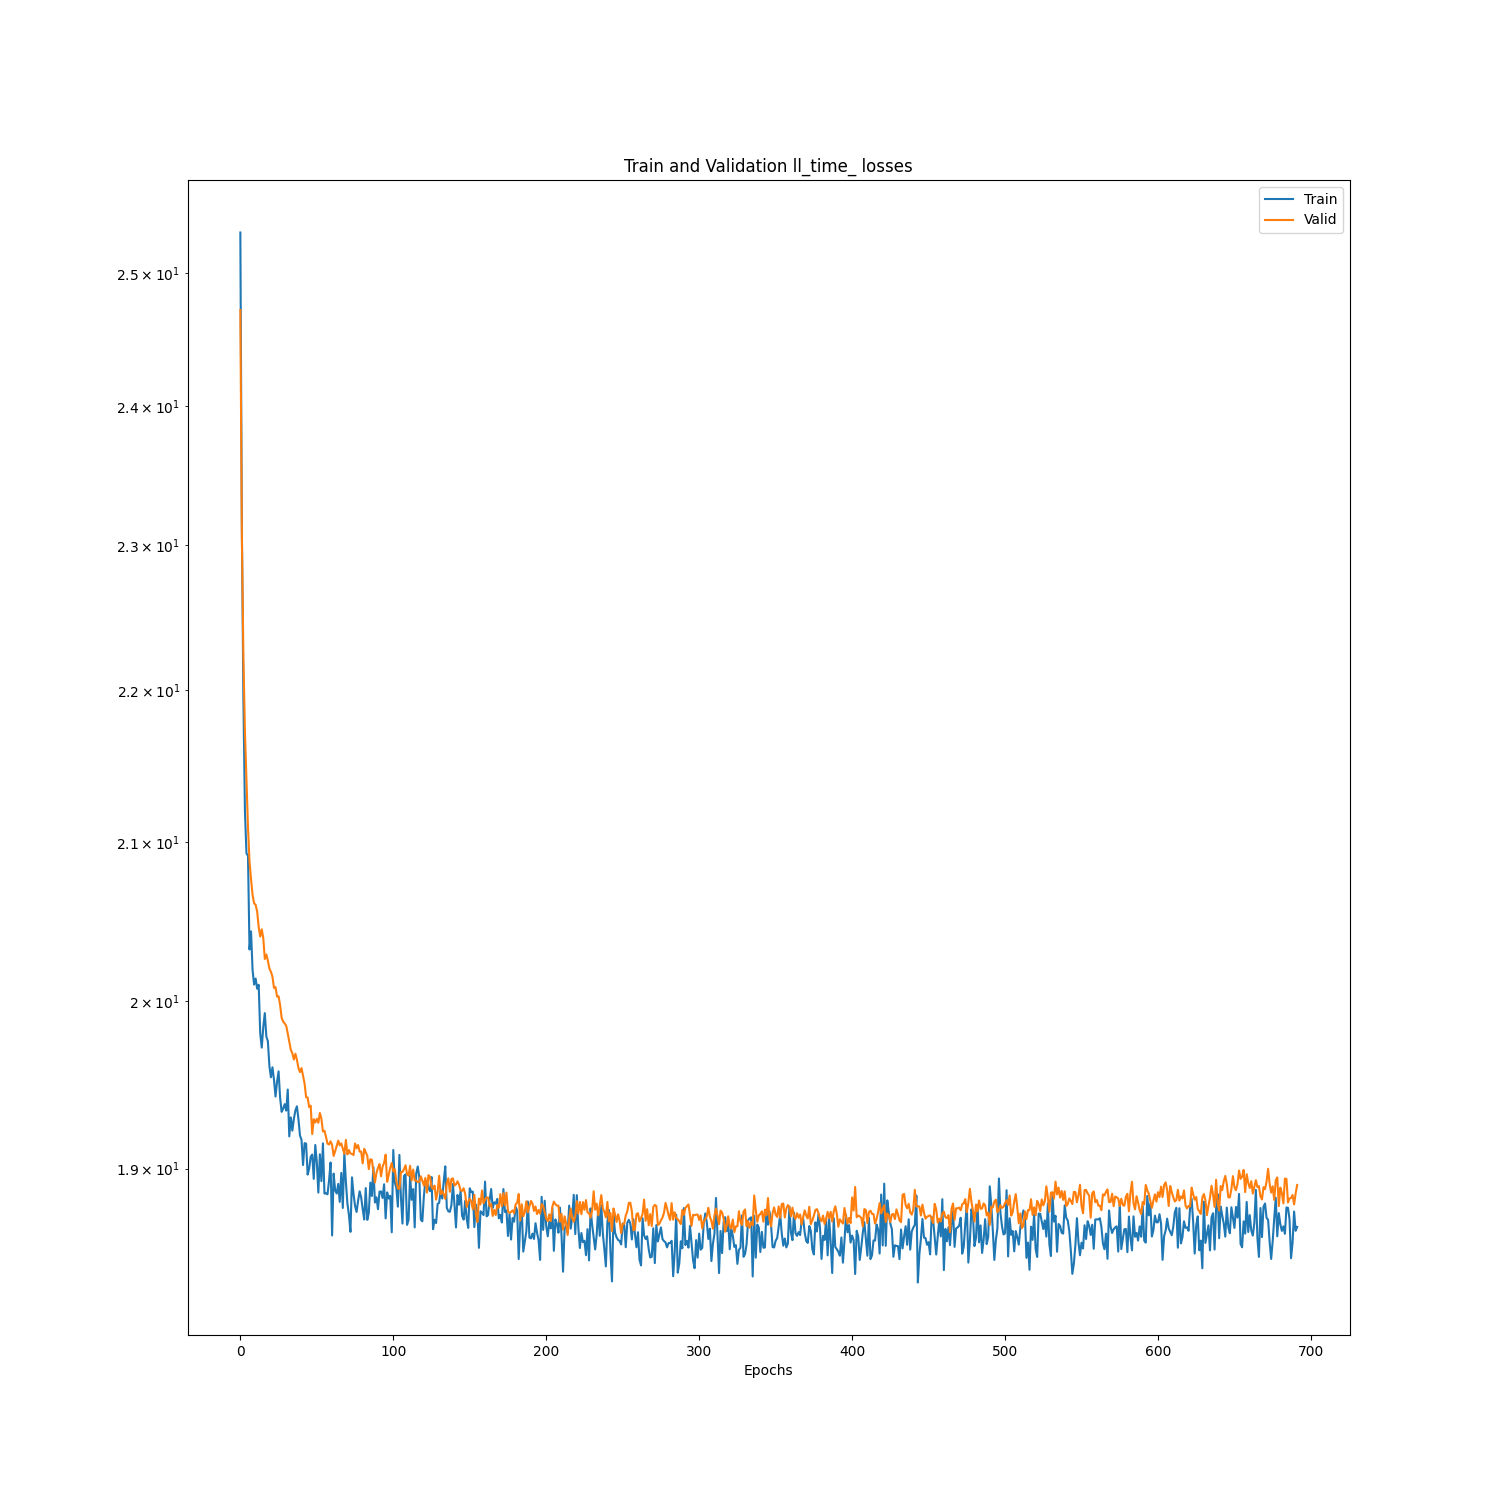 Train and Validation ll_time_ losses
Train
Valid
2.5 × 10¹
2.4 × 10¹
2.3 × 10¹
2.2 × 10¹
2.1 × 10¹
2 × 10¹
1.9 × 10¹
0 100 200 300 400 500 600 700
Epochs